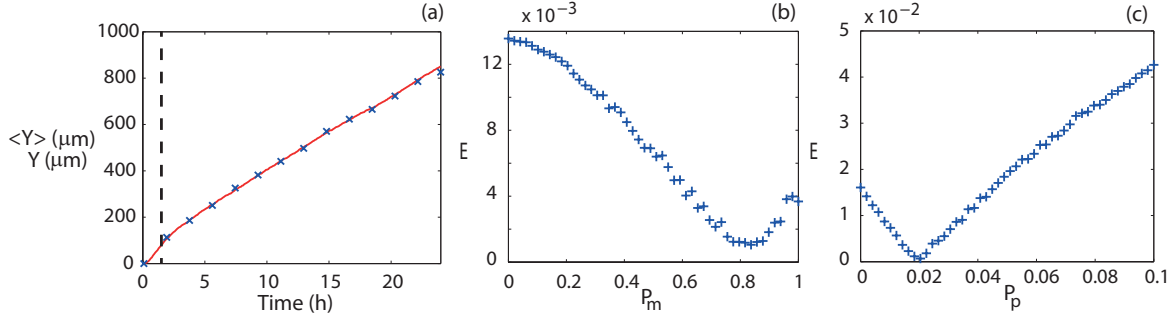 (a)
1000
800
600
400
200
0
<Y> (μm)
Y (μm)
0 5 10 15 20
Time (h)
x 10⁻³
(b)
12
8
4
0
E
0 0.2 0.4 0.6 0.8 1
Pₘ
x 10⁻²
(c)
5
4
3
2
1
0
E
0 0.02 0.04 0.06 0.08 0.1
Pₚ